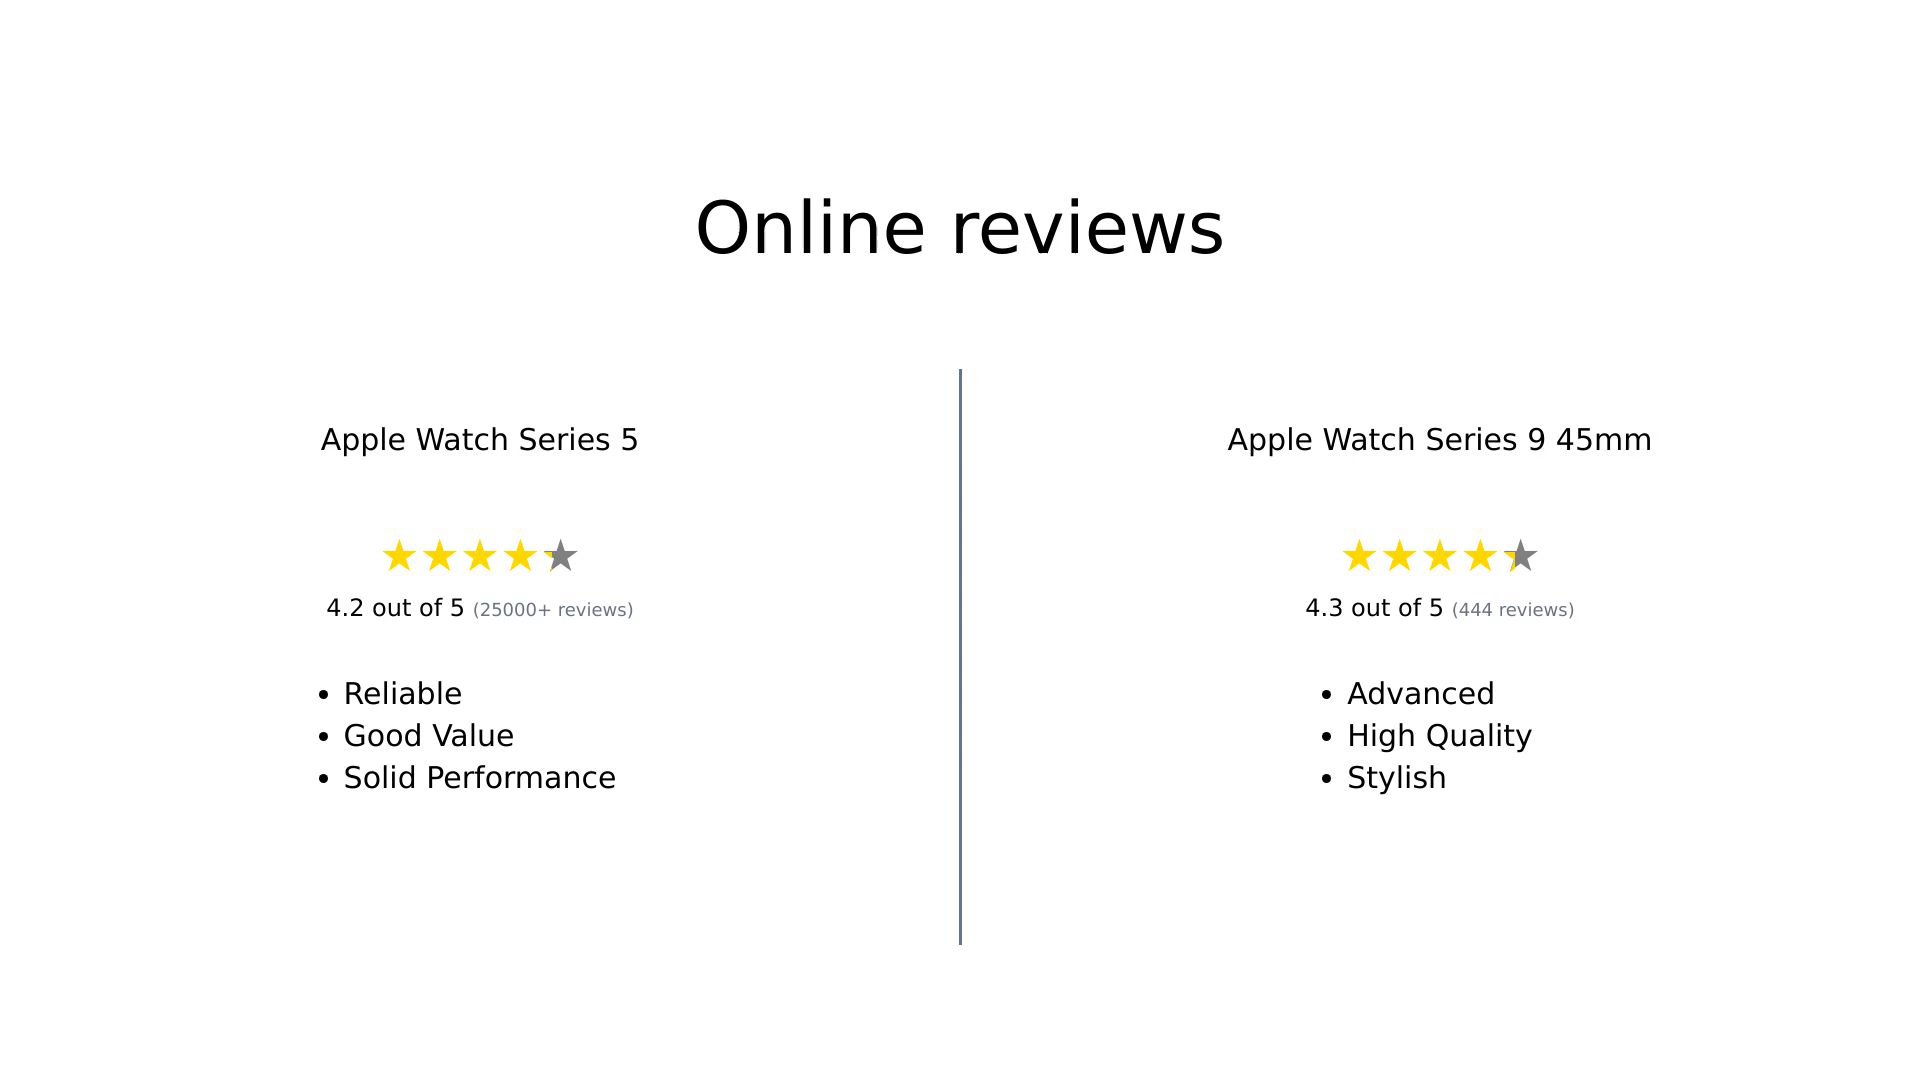 Online reviews
Apple Watch Series 5
4.2 out of 5 (25000+ reviews)
• Reliable
• Good Value
• Solid Performance
Apple Watch Series 9 45mm
4.3 out of 5 (444 reviews)
• Advanced
• High Quality
• Stylish